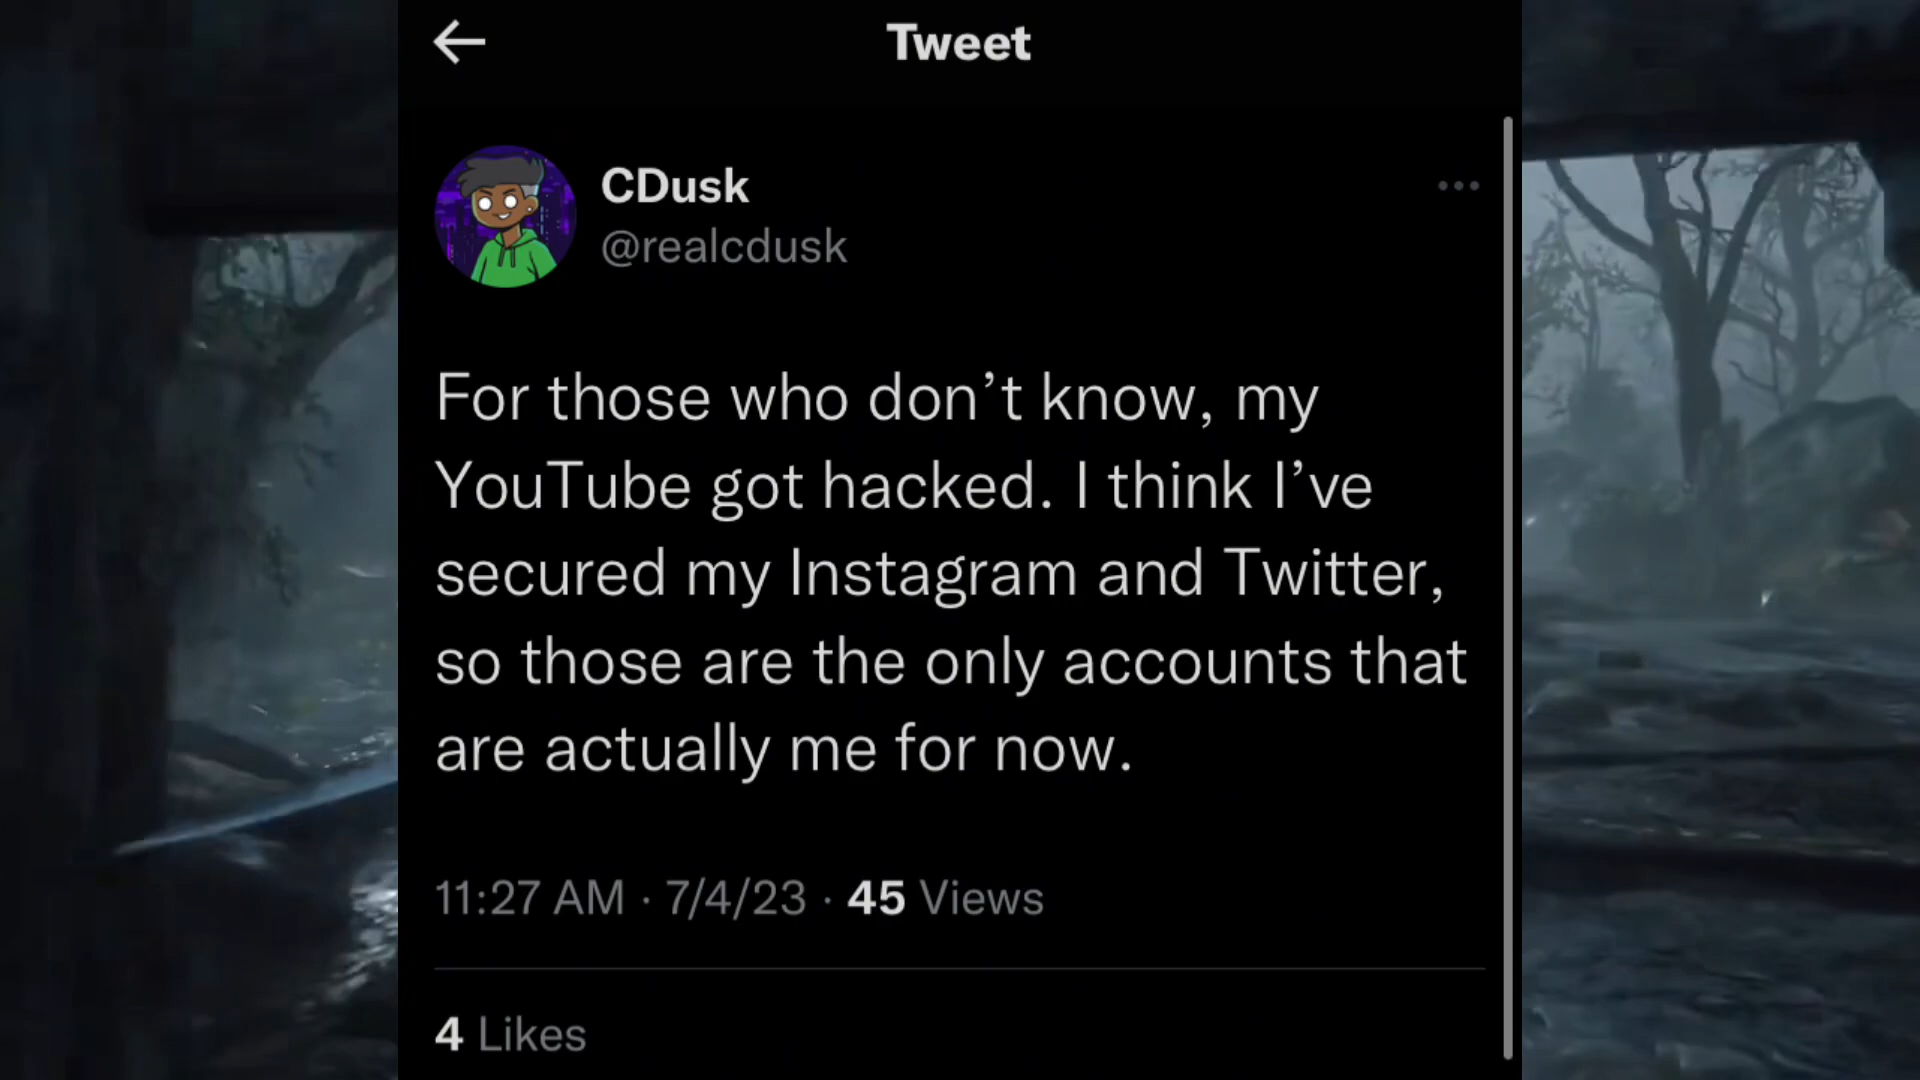 Tweet
CDusk
@realcdusk
For those who don’t know, my
YouTube got hacked. I think I’ve
secured my Instagram and Twitter,
so those are the only accounts that
are actually me for now.
11:27 AM · 7/4/23 · 45 Views
4 Likes